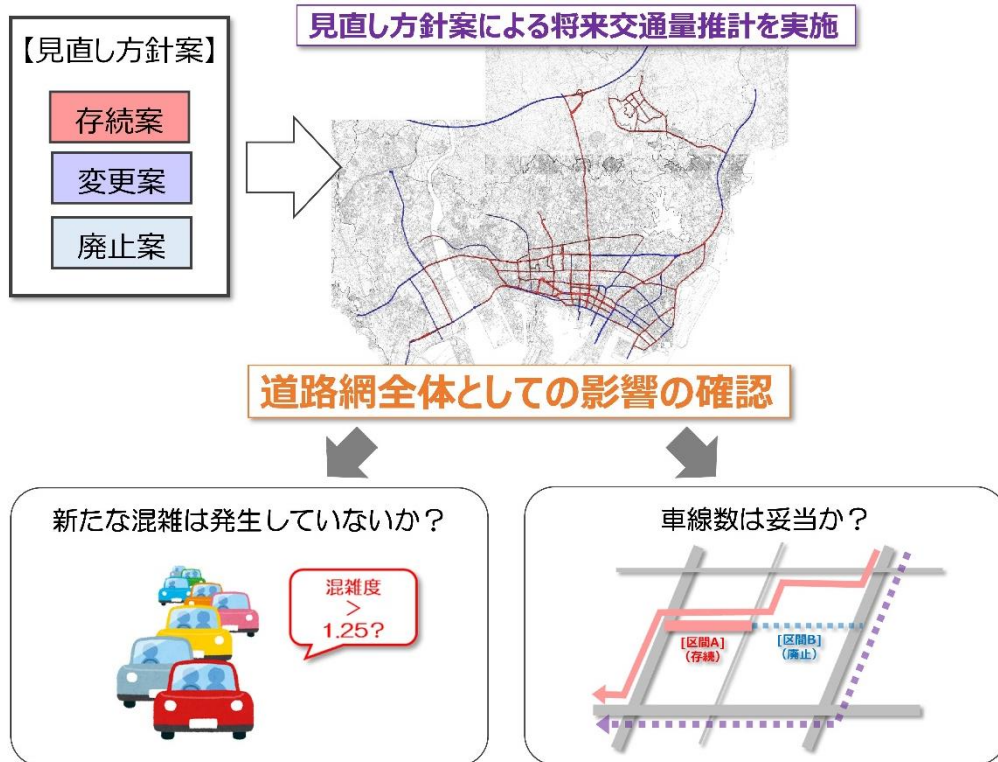 【見直し方針案】
存続案
変更案
廃止案
見直し方針案による将来交通量推計を実施
道路網全体としての影響の確認
新たな混雑は発生していないか？
混雑度
>
1.25?
車線数は妥当か？
[区間A]
(存続)
[区間B]
(廃止)